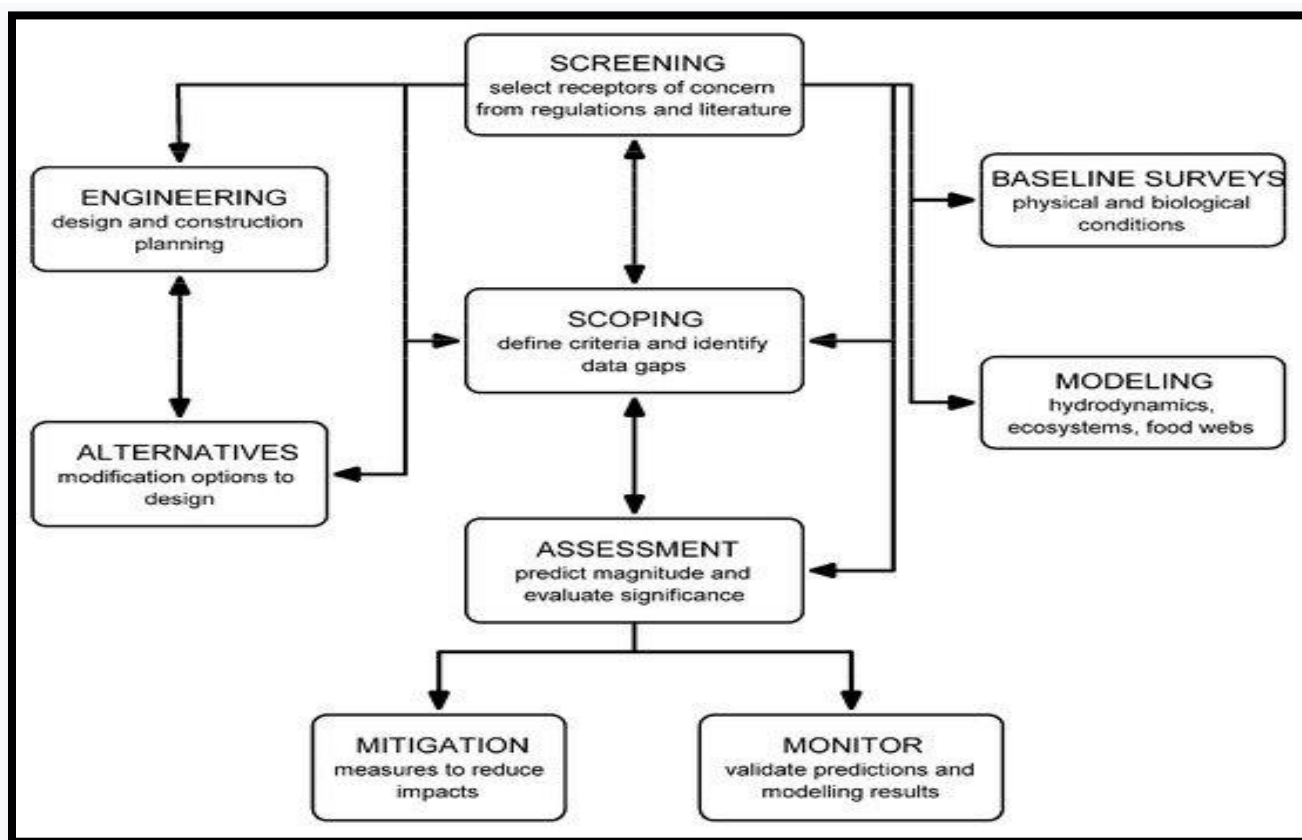 SCREENING
select receptors of concern
from regulations and literature
ENGINEERING
design and construction
planning
BASELINE SURVEYS
physical and biological
conditions
SCOPING
define criteria and identify
data gaps
MODELING
hydrodynamics,
ecosystems, food webs
ALTERNATIVES
modification options to
design
ASSESSMENT
predict magnitude and
evaluate significance
MITIGATION
measures to reduce
impacts
MONITOR
validate predictions and
modelling results